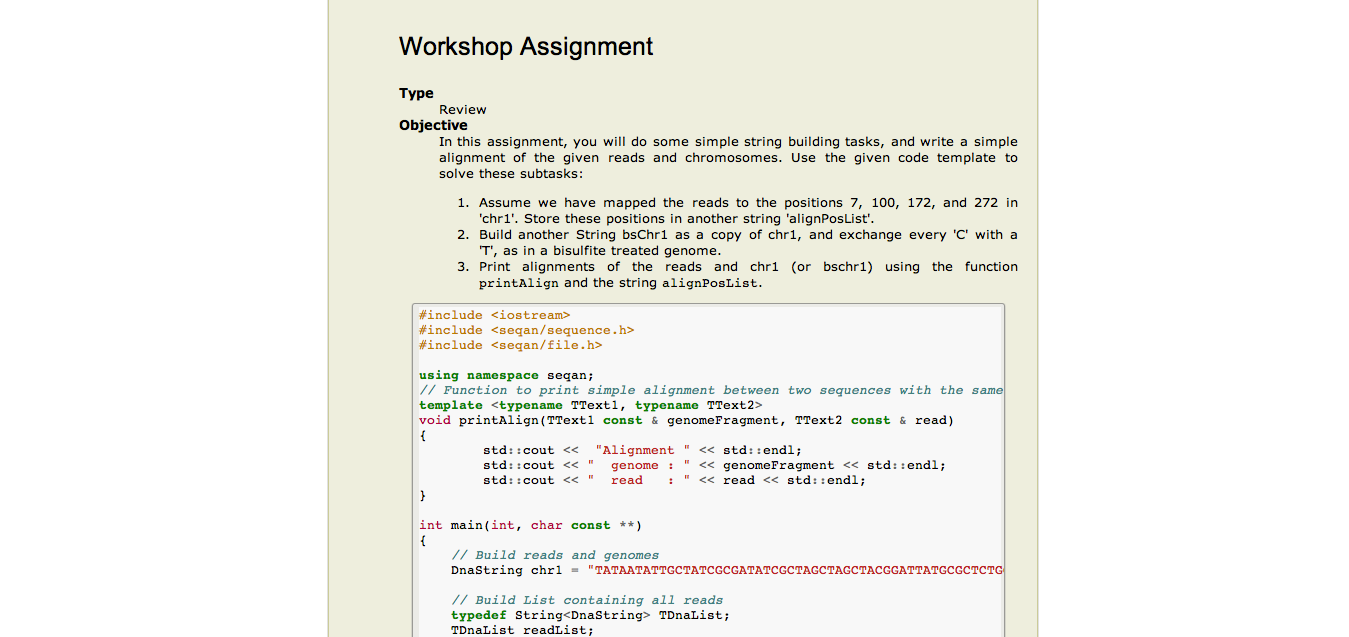 Workshop Assignment
Type
Review
Objective
In this assignment, you will do some simple string building tasks, and write a simple
alignment of the given reads and chromosomes. Use the given code template to
solve these subtasks:
1. Assume we have mapped the reads to the positions 7, 100, 172, and 272 in
'chr1'. Store these positions in another string 'alignPosList'.
2. Build another String bsChr1 as a copy of chr1, and exchange every 'C' with a
'T', as in a bisulfite treated genome.
3. Print alignments of the reads and chr1 (or bschr1) using the function
printAlign and the string alignPosList.
#include <iostream>
#include <seqan/sequence.h>
#include <seqan/file.h>
using namespace seqan;
// Function to print simple alignment between two sequences with the same
template <typename TText1, typename TText2>
void printAlign(TText1 const & genomeFragment, TText2 const & read)
{
std::cout <<  "Alignment " << std::endl;
std::cout << "  genome : " << genomeFragment << std::endl;
std::cout << "  read   : " << read << std::endl;
}
int main(int, char const **)
{
// Build reads and genomes
DnaString chr1 = "TATAATATTGCTATCGCGATATCGCTAGCTAGCTACGGATTATGCGCTCTG
// Build List containing all reads
typedef String<DnaString> TDnaList;
TDnaList readList;